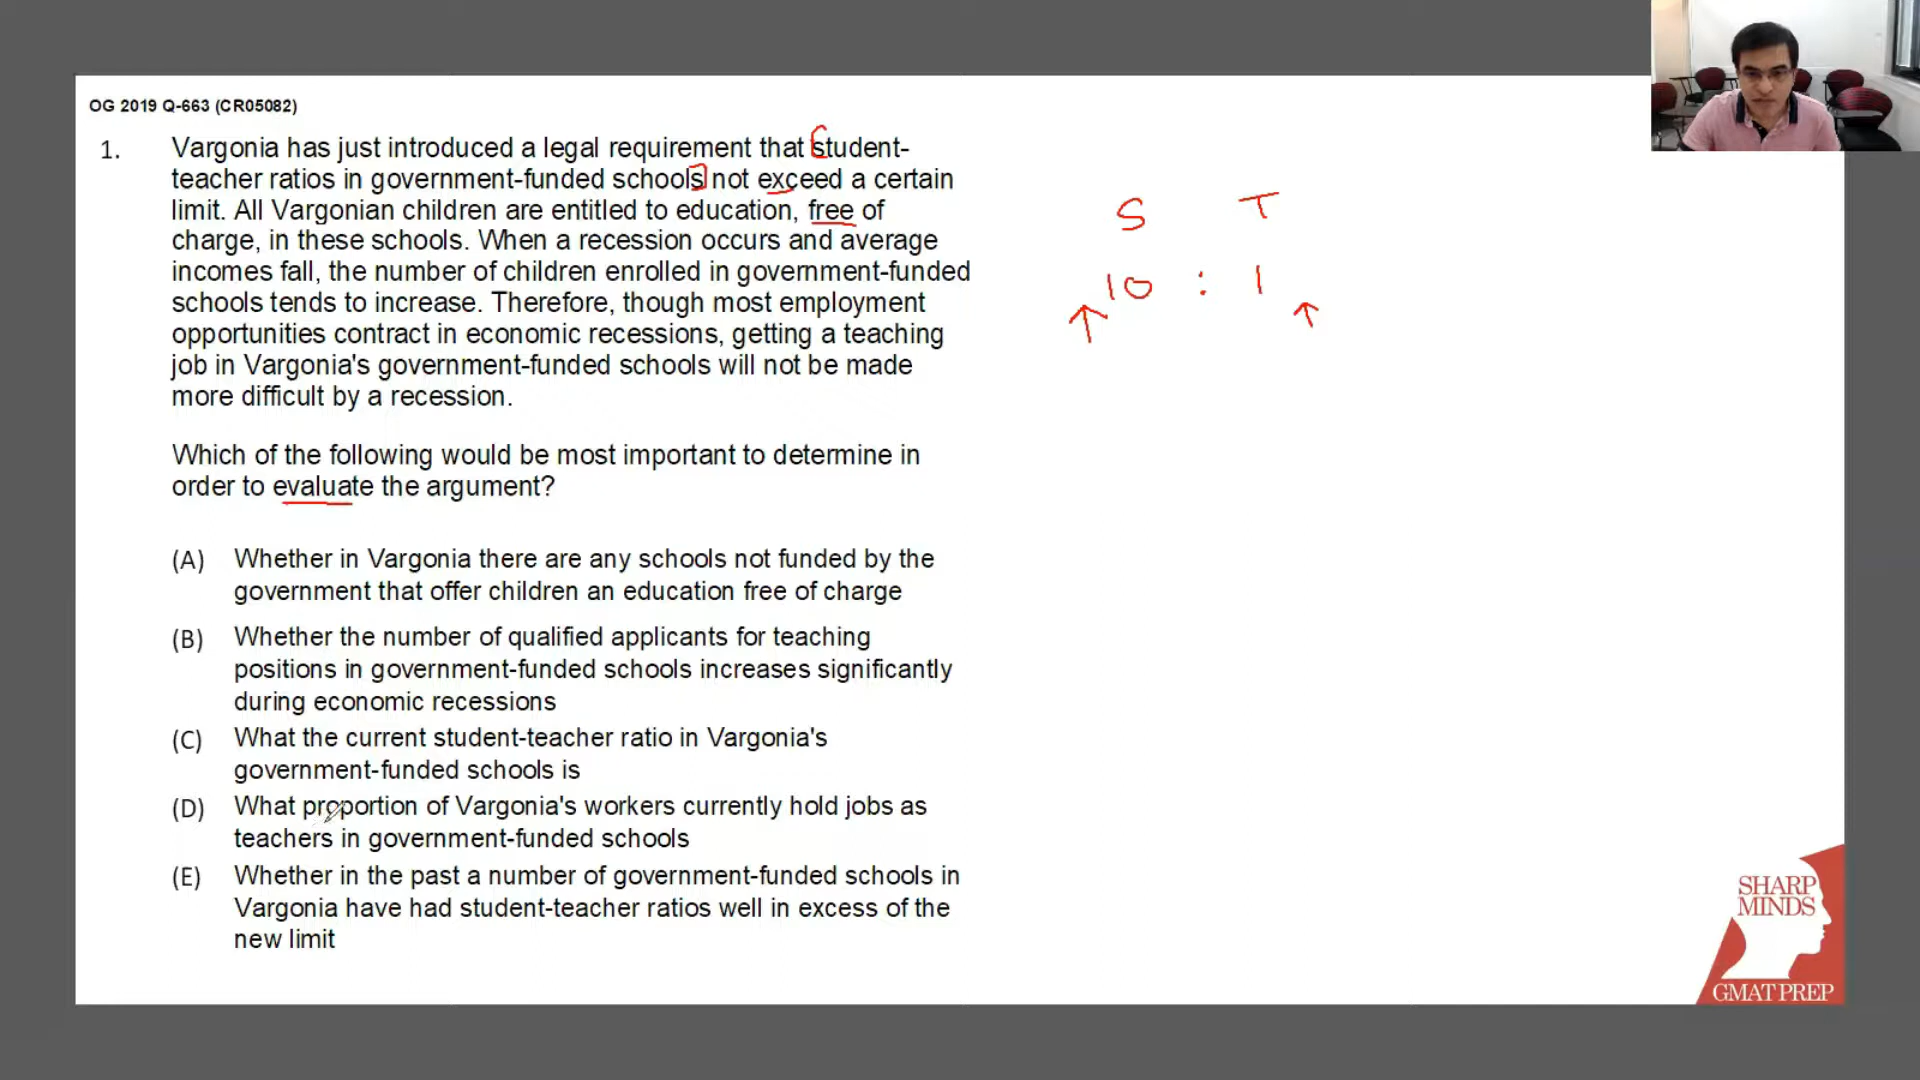 OG 2019 Q-663 (CR05082)
1. Vargonia has just introduced a legal requirement that student-
teacher ratios in government-funded schools not exceed a certain
limit. All Vargonian children are entitled to education, free of
charge, in these schools. When a recession occurs and average
incomes fall, the number of children enrolled in government-funded
schools tends to increase. Therefore, though most employment
opportunities contract in economic recessions, getting a teaching
job in Vargonia's government-funded schools will not be made
more difficult by a recession.
Which of the following would be most important to determine in
order to evaluate the argument?
(A) Whether in Vargonia there are any schools not funded by the
government that offer children an education free of charge
(B) Whether the number of qualified applicants for teaching
positions in government-funded schools increases significantly
during economic recessions
(C) What the current student-teacher ratio in Vargonia's
government-funded schools is
(D) What proportion of Vargonia's workers currently hold jobs as
teachers in government-funded schools
(E) Whether in the past a number of government-funded schools in
Vargonia have had student-teacher ratios well in excess of the
new limit
S T
10 : 1
SHARP
MINDS
GMAT PREP